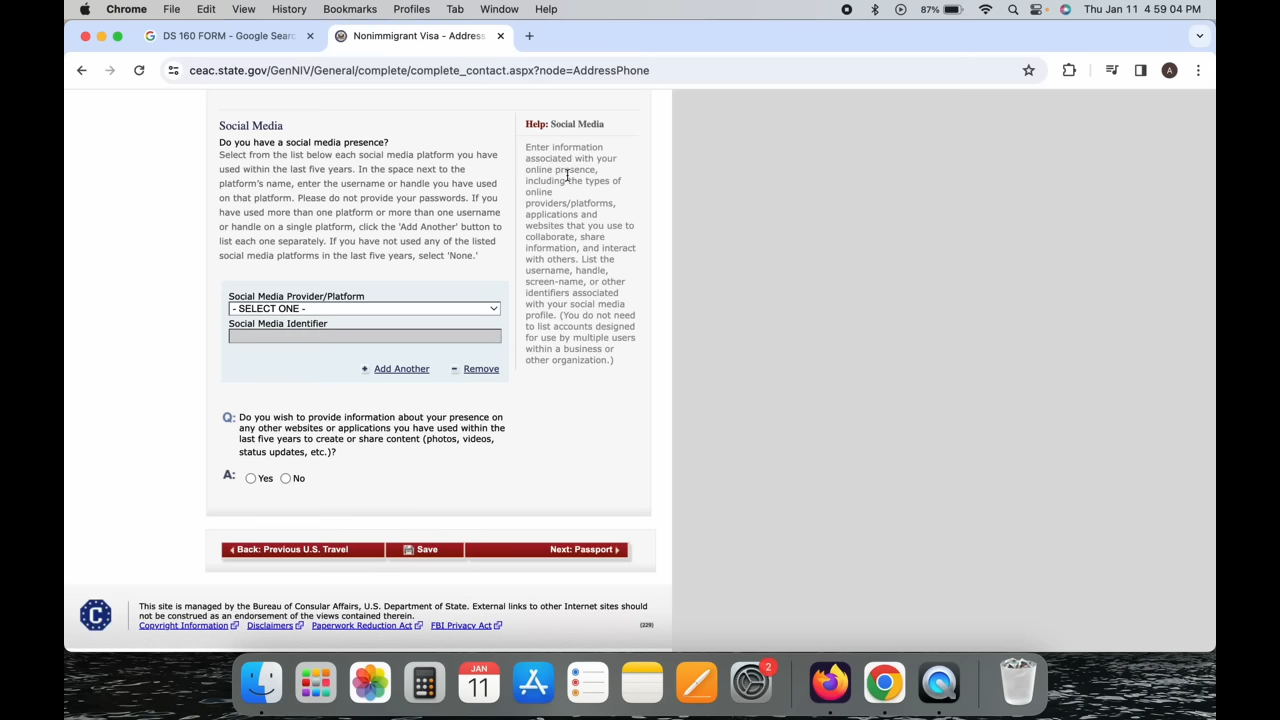 Chrome File Edit View History Bookmarks Profiles Tab Window Help 87% Thu Jan 11 4 59 04 PM
DS 160 FORM - Google Searc Nonimmigrant Visa - Address
ceac.state.gov/GenNIV/General/complete/complete_contact.aspx?node=AddressPhone A
Social Media
Do you have a social media presence?
Select from the list below each social media platform you have
used within the last five years. In the space next to the
platform's name, enter the username or handle you have used
on that platform. Please do not provide your passwords. If you
have used more than one platform or more than one username
or handle on a single platform, click the 'Add Another' button to
list each one separately. If you have not used any of the listed
social media platforms in the last five years, select 'None.'
Social Media Provider/Platform
- SELECT ONE -
Social Media Identifier
Add Another Remove
Help: Social Media
Enter information
associated with your
online presence,
including the types of
online
providers/platforms,
applications and
websites that you use to
collaborate, share
information, and interact
with others. List the
username, handle,
screen-name, or other
identifiers associated
with your social media
profile. (You do not need
to list accounts designed
for use by multiple users
within a business or
other organization.)
Q: Do you wish to provide information about your presence on
any other websites or applications you have used within the
last five years to create or share content (photos, videos,
status updates, etc.)?
A: Yes No
Back: Previous U.S. Travel Save Next: Passport
This site is managed by the Bureau of Consular Affairs, U.S. Department of State. External links to other Internet sites should
not be construed as an endorsement of the views contained therein.
Copyright Information Disclaimers Paperwork Reduction Act FBI Privacy Act (229)
C
JAN
11
2